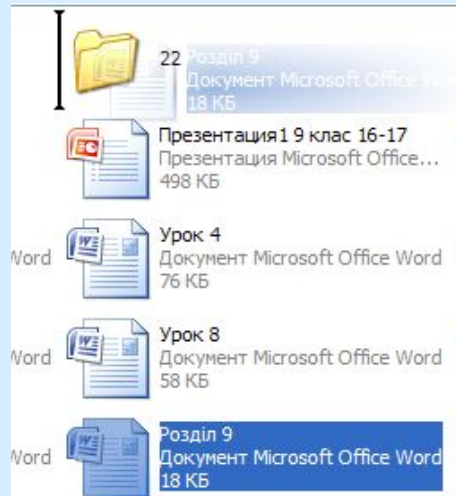 22 Розділ 9
Документ Microsoft Office Wor
18 КБ
Презентация1 9 клас 16-17
Презентация Microsoft Office...
498 КБ
Урок 4
Word Документ Microsoft Office Word
76 КБ
Урок 8
Word Документ Microsoft Office Word
58 КБ
Розділ 9
Word Документ Microsoft Office Word
18 КБ